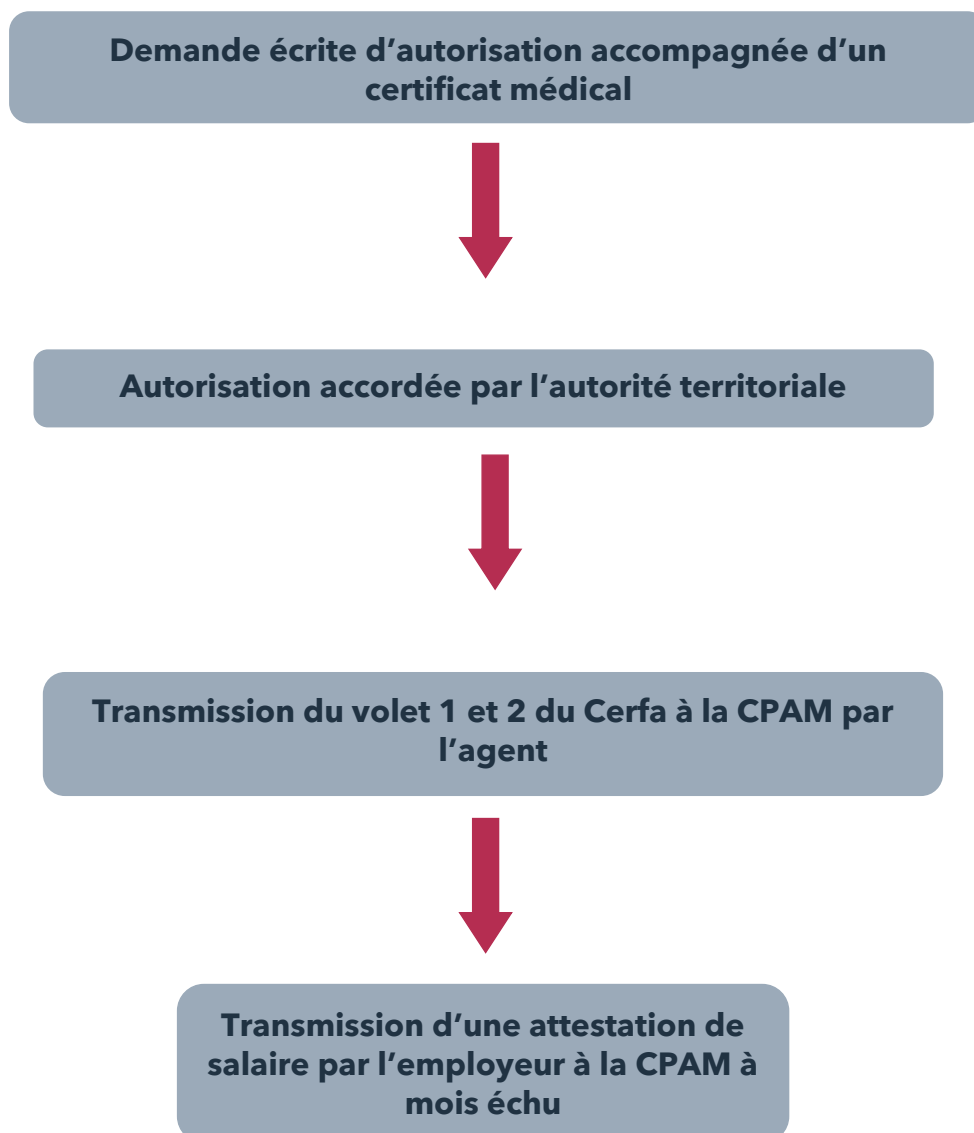 Demande écrite d’autorisation accompagnée d’un
certificat médical
Autorisation accordée par l’autorité territoriale
Transmission du volet 1 et 2 du Cerfa à la CPAM par
l’agent
Transmission d’une attestation de
salaire par l’employeur à la CPAM à
mois échu